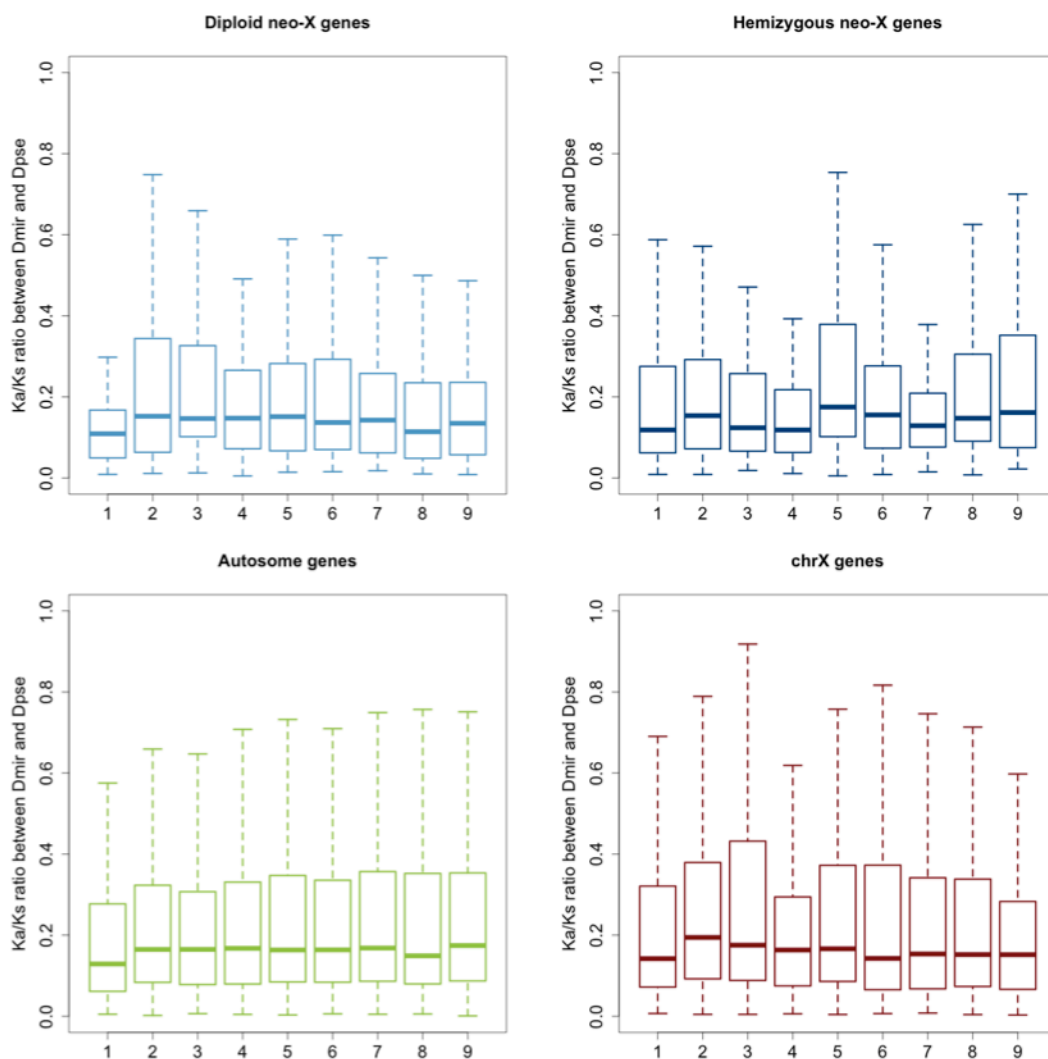 Diploid neo-X genes
Ka/Ks ratio between Dmir and Dpse
1.0
0.8
0.6
0.4
0.2
0.0
1 2 3 4 5 6 7 8 9
Hemizygous neo-X genes
Ka/Ks ratio between Dmir and Dpse
1.0
0.8
0.6
0.4
0.2
0.0
1 2 3 4 5 6 7 8 9
Autosome genes
Ka/Ks ratio between Dmir and Dpse
1.0
0.8
0.6
0.4
0.2
0.0
1 2 3 4 5 6 7 8 9
chrX genes
Ka/Ks ratio between Dmir and Dpse
1.0
0.8
0.6
0.4
0.2
0.0
1 2 3 4 5 6 7 8 9